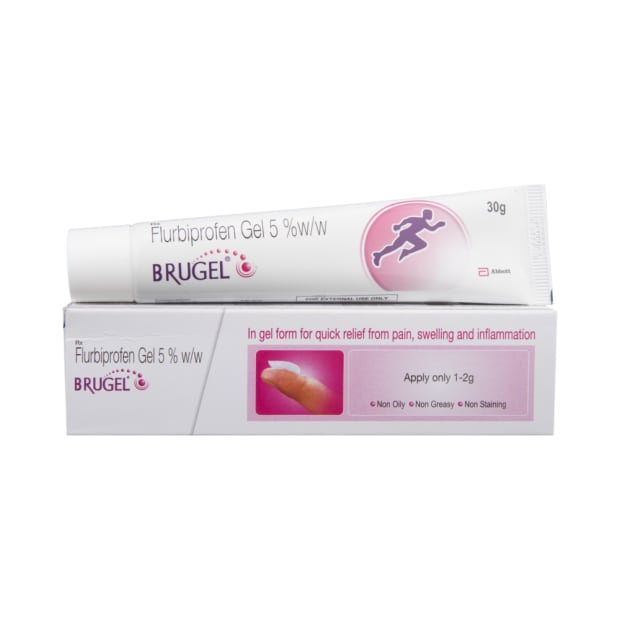 Rx
Flurbiprofen Gel 5 %w/w
BRUGEL®
30g
Abbott
FOR EXTERNAL USE ONLY
Rx
Flurbiprofen Gel 5 % w/w
BRUGEL®
In gel form for quick relief from pain, swelling and inflammation
Apply only 1-2g
Non Oily Non Greasy Non Staining